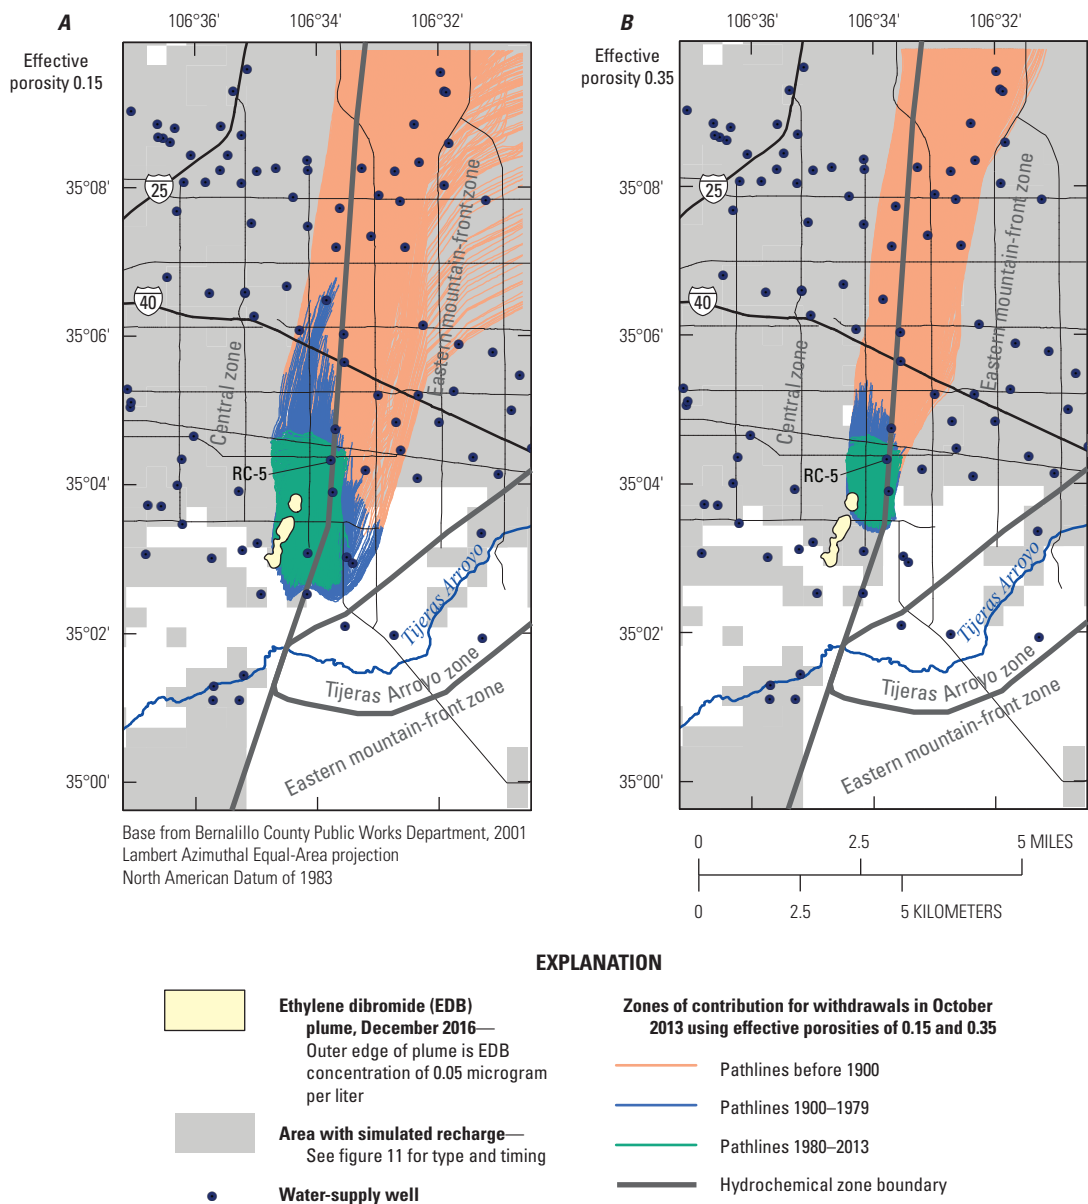 A
106°36'
106°34'
106°32'
Effective
porosity 0.15
35°08'
35°06'
35°04'
35°02'
35°00'
25
40
Central zone
Eastern mountain-front zone
RC-5
Tijeras Arroyo
Tijeras Arroyo zone
Eastern mountain-front zone
B
106°36'
106°34'
106°32'
Effective
porosity 0.35
35°08'
35°06'
35°04'
35°02'
35°00'
25
40
Central zone
Eastern mountain-front zone
RC-5
Tijeras Arroyo
Tijeras Arroyo zone
Eastern mountain-front zone
Base from Bernalillo County Public Works Department, 2001
Lambert Azimuthal Equal-Area projection
North American Datum of 1983
0 2.5 5 MILES
0 2.5 5 KILOMETERS
EXPLANATION
Ethylene dibromide (EDB)
plume, December 2016—
Outer edge of plume is EDB
concentration of 0.05 microgram
per liter
Area with simulated recharge—
See figure 11 for type and timing
Water-supply well
Zones of contribution for withdrawals in October
2013 using effective porosities of 0.15 and 0.35
Pathlines before 1900
Pathlines 1900–1979
Pathlines 1980–2013
Hydrochemical zone boundary